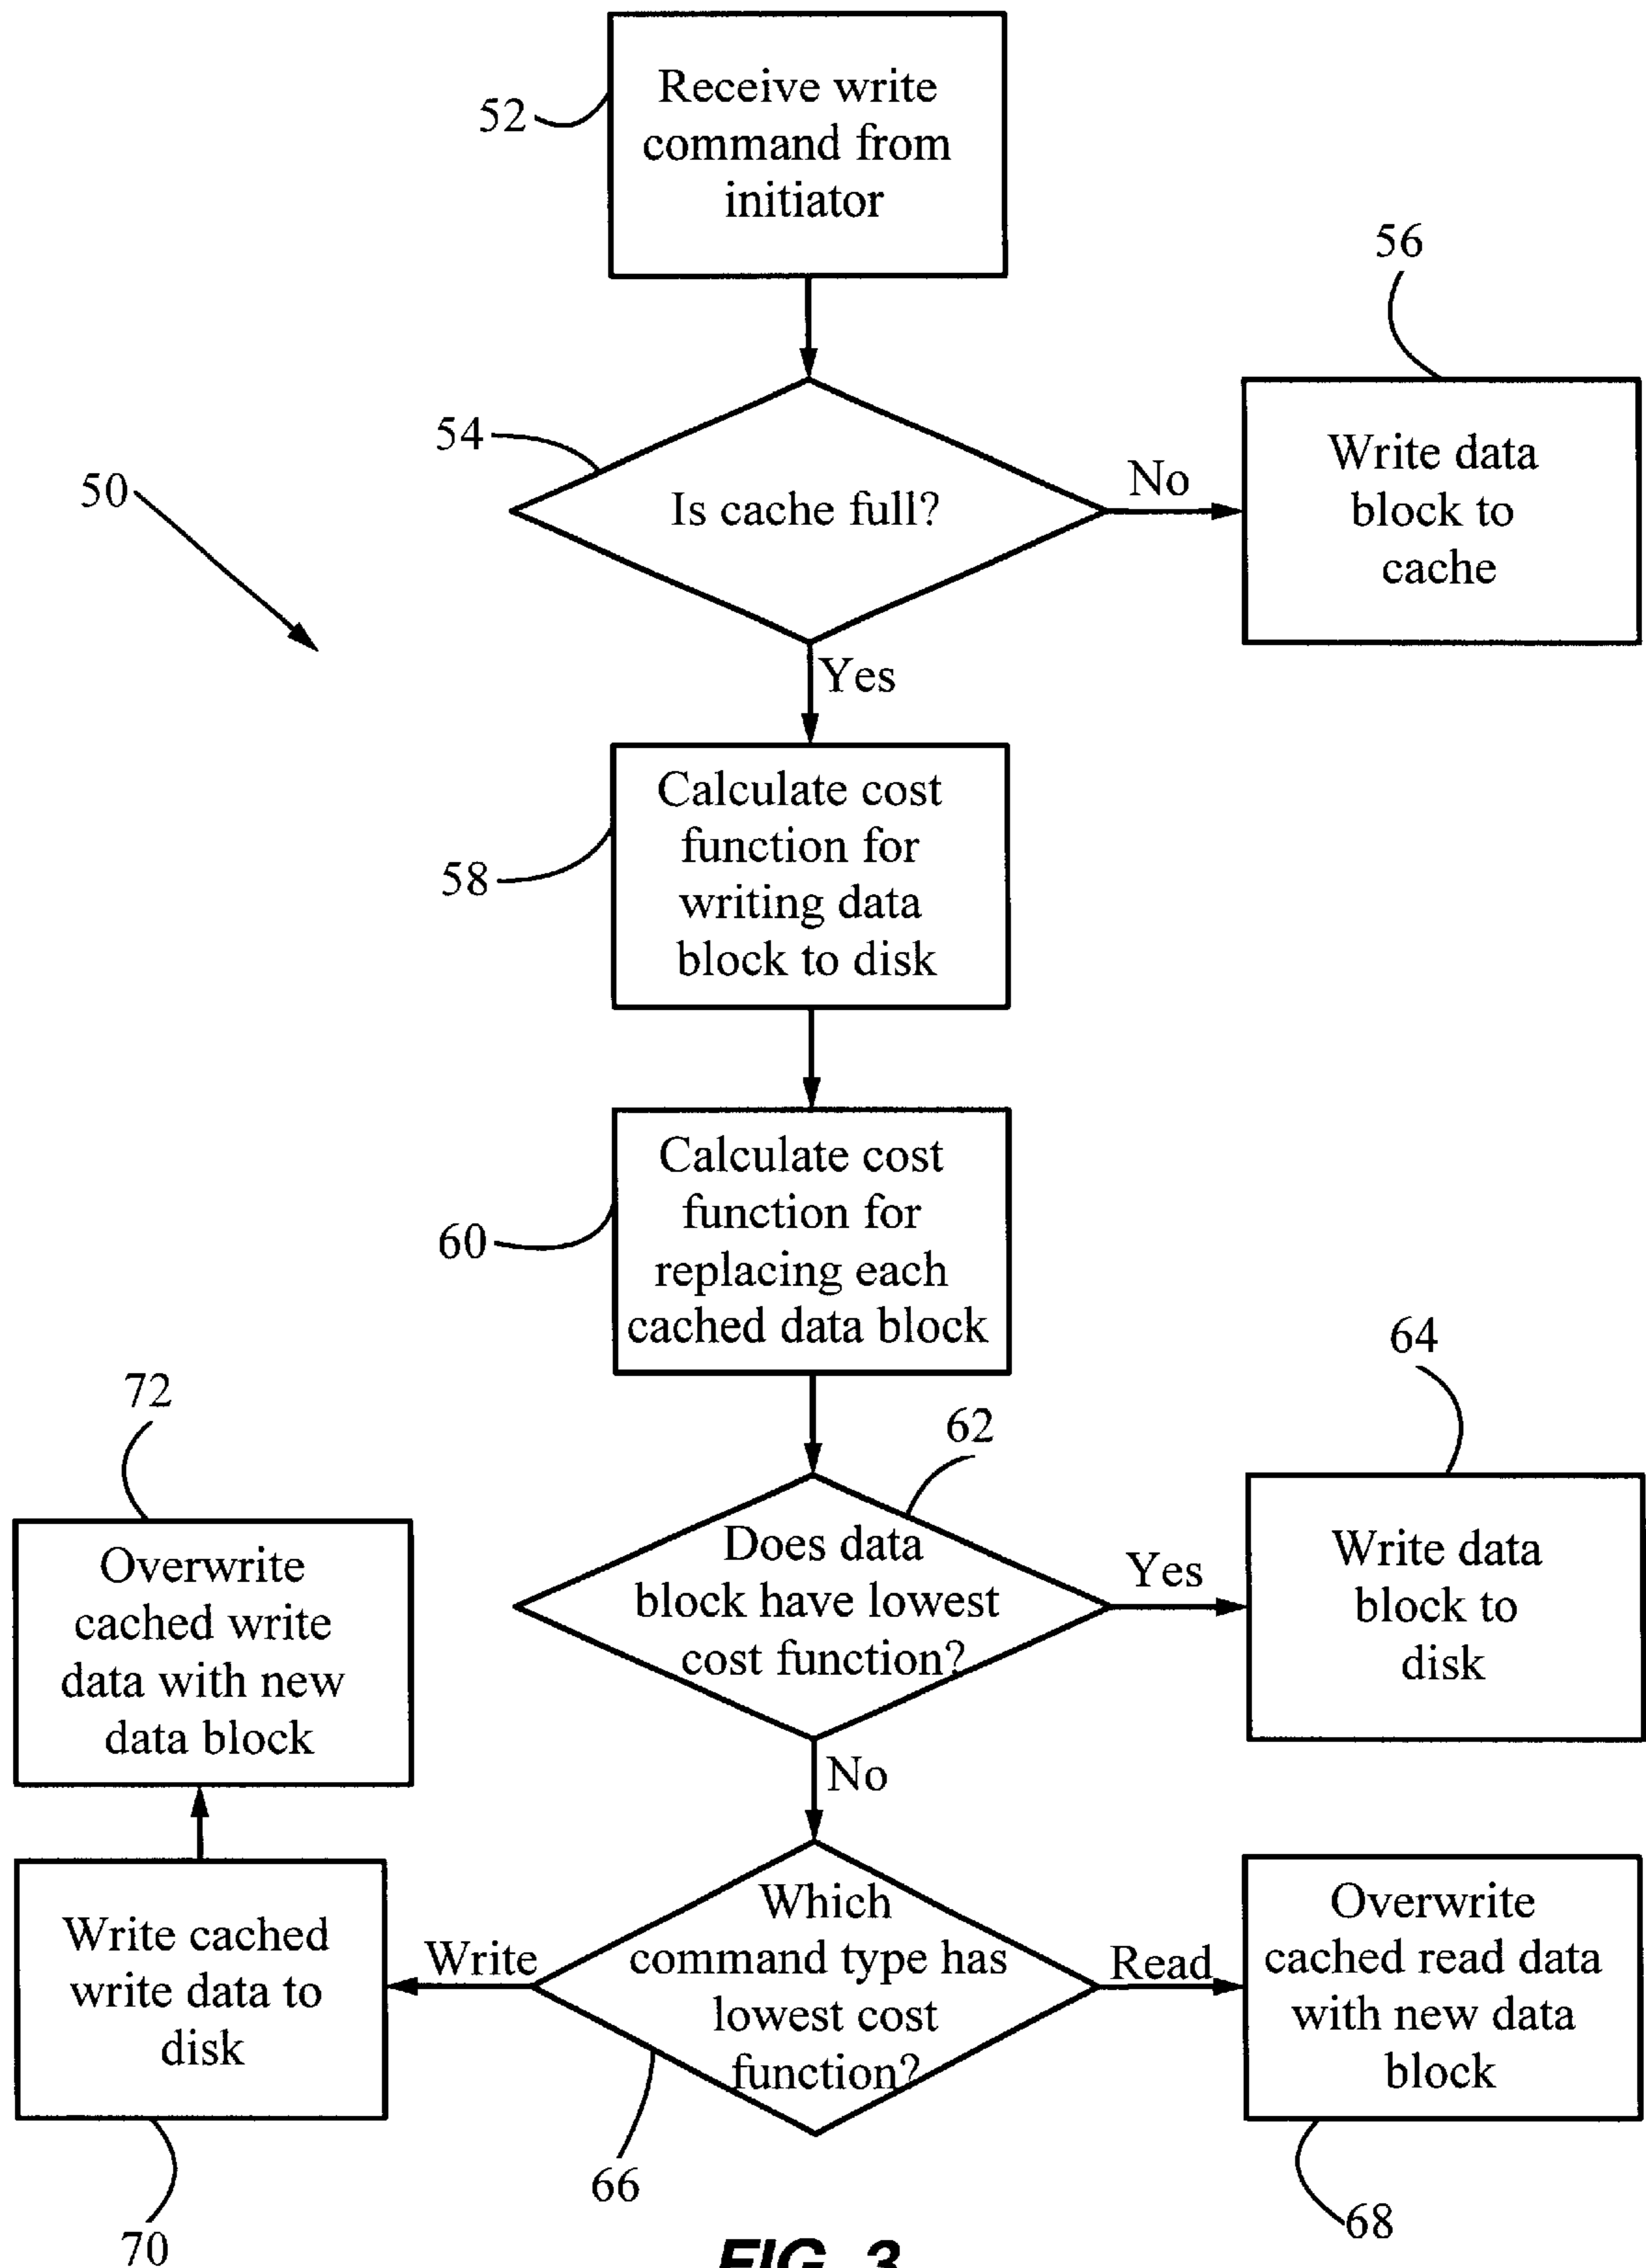 52
Receive write
command from
initiator
56
54
Is cache full?
No
Write data
block to
cache
50
Yes
58
Calculate cost
function for
writing data
block to disk
60
Calculate cost
function for
replacing each
cached data block
64
72
62
Overwrite
cached write
data with new
data block
Does data
block have lowest
cost function?
Yes
Write data
block to
disk
No
Write cached
write data to
disk
Write
Which
command type has
lowest cost
function?
Read
Overwrite
cached read data
with new data
block
66
70
68
FIG. 3